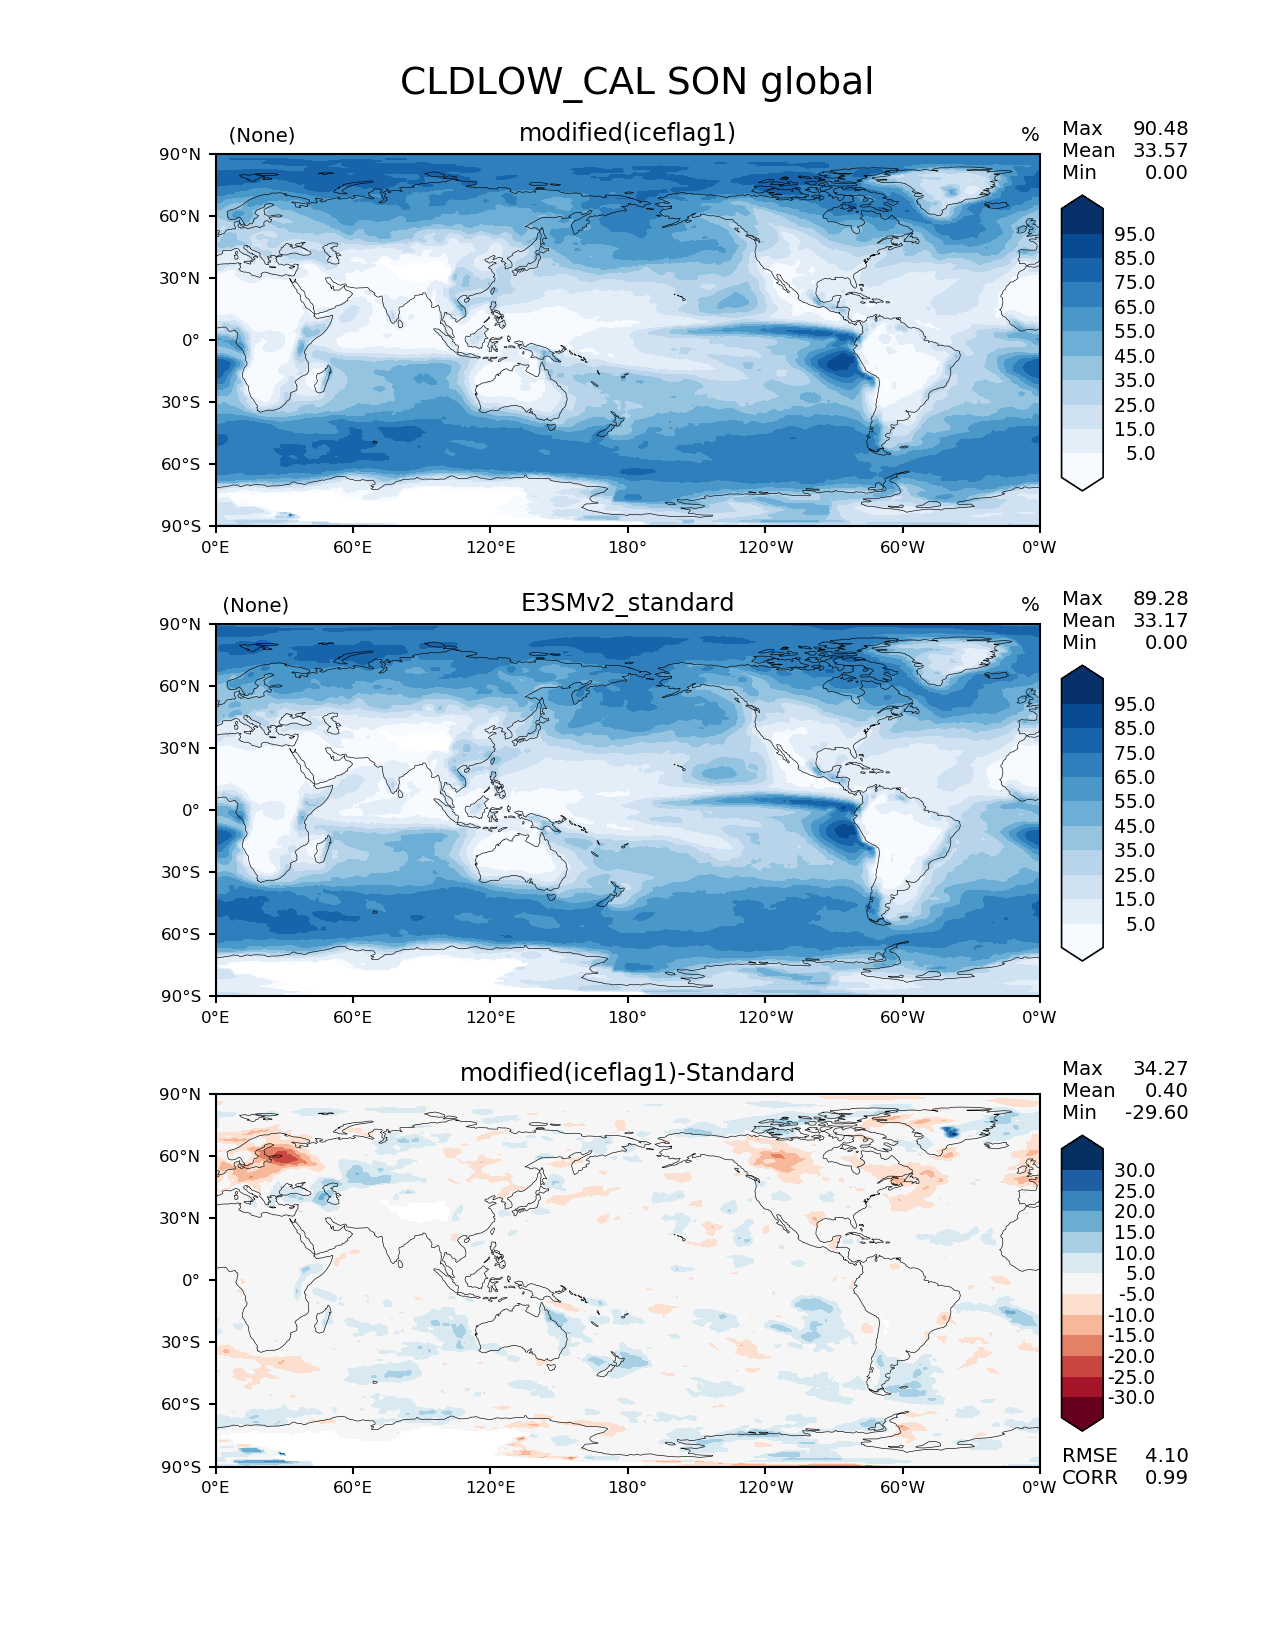 CLDLOW_CAL SON global
(None) modified(iceflag1) %
Max 90.48
Mean 33.57
Min 0.00
90°N
60°N
30°N
0°
30°S
60°S
90°S
0°E 60°E 120°E 180° 120°W 60°W 0°W
95.0
85.0
75.0
65.0
55.0
45.0
35.0
25.0
15.0
5.0
(None) E3SMv2_standard %
Max 89.28
Mean 33.17
Min 0.00
90°N
60°N
30°N
0°
30°S
60°S
90°S
0°E 60°E 120°E 180° 120°W 60°W 0°W
95.0
85.0
75.0
65.0
55.0
45.0
35.0
25.0
15.0
5.0
modified(iceflag1)-Standard
Max 34.27
Mean 0.40
Min -29.60
90°N
60°N
30°N
0°
30°S
60°S
90°S
0°E 60°E 120°E 180° 120°W 60°W 0°W
30.0
25.0
20.0
15.0
10.0
5.0
-5.0
-10.0
-15.0
-20.0
-25.0
-30.0
RMSE 4.10
CORR 0.99